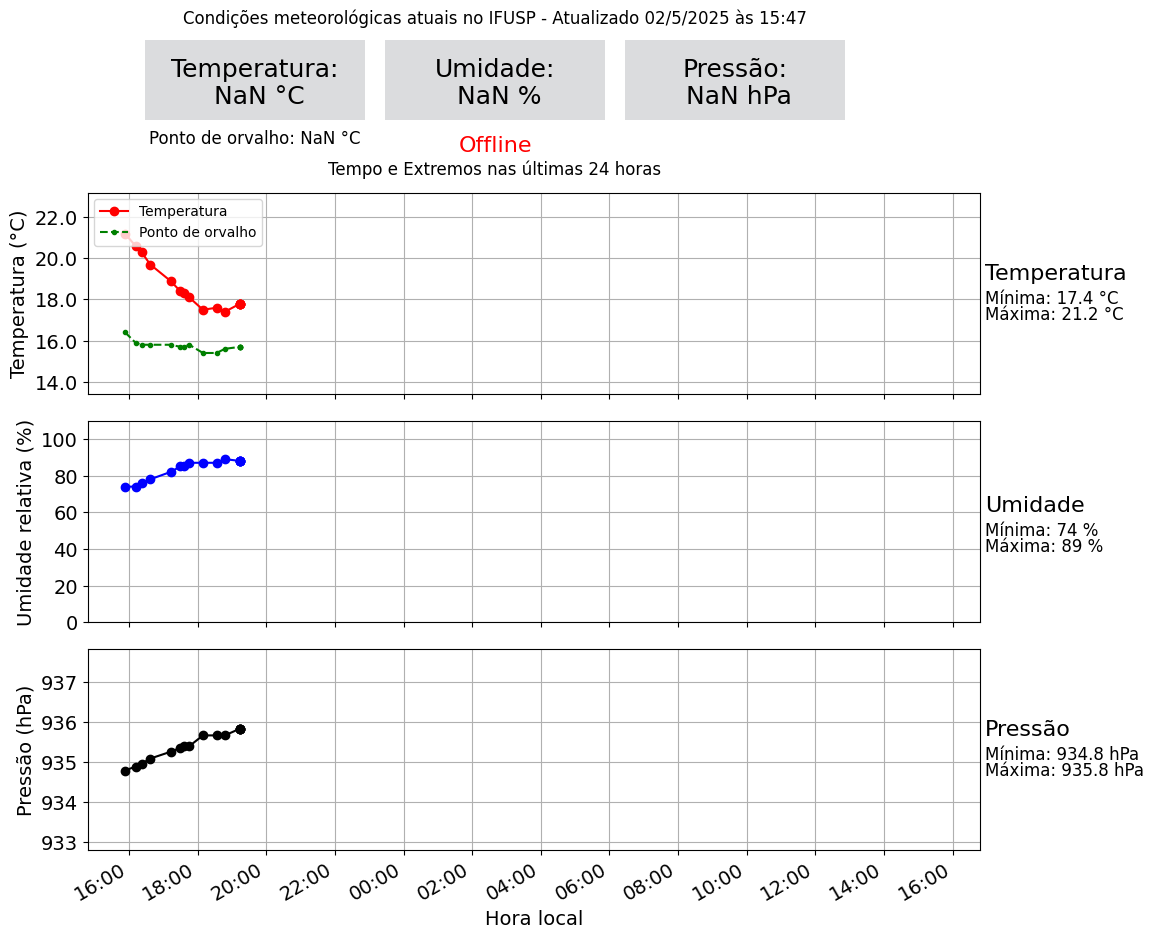 Condições meteorológicas atuais no IFUSP - Atualizado 02/5/2025 às 15:47
Temperatura:
NaN °C
Umidade:
NaN %
Pressão:
NaN hPa
Ponto de orvalho: NaN °C
Offline
Tempo e Extremos nas últimas 24 horas
Temperatura (°C)
22.0
20.0
18.0
16.0
14.0
Temperatura
Ponto de orvalho
Temperatura
Mínima: 17.4 °C
Máxima: 21.2 °C
Umidade relativa (%)
100
80
60
40
20
0
Umidade
Mínima: 74 %
Máxima: 89 %
Pressão (hPa)
937
936
935
934
933
Pressão
Mínima: 934.8 hPa
Máxima: 935.8 hPa
16:00 18:00 20:00 22:00 00:00 02:00 04:00 06:00 08:00 10:00 12:00 14:00 16:00
Hora local